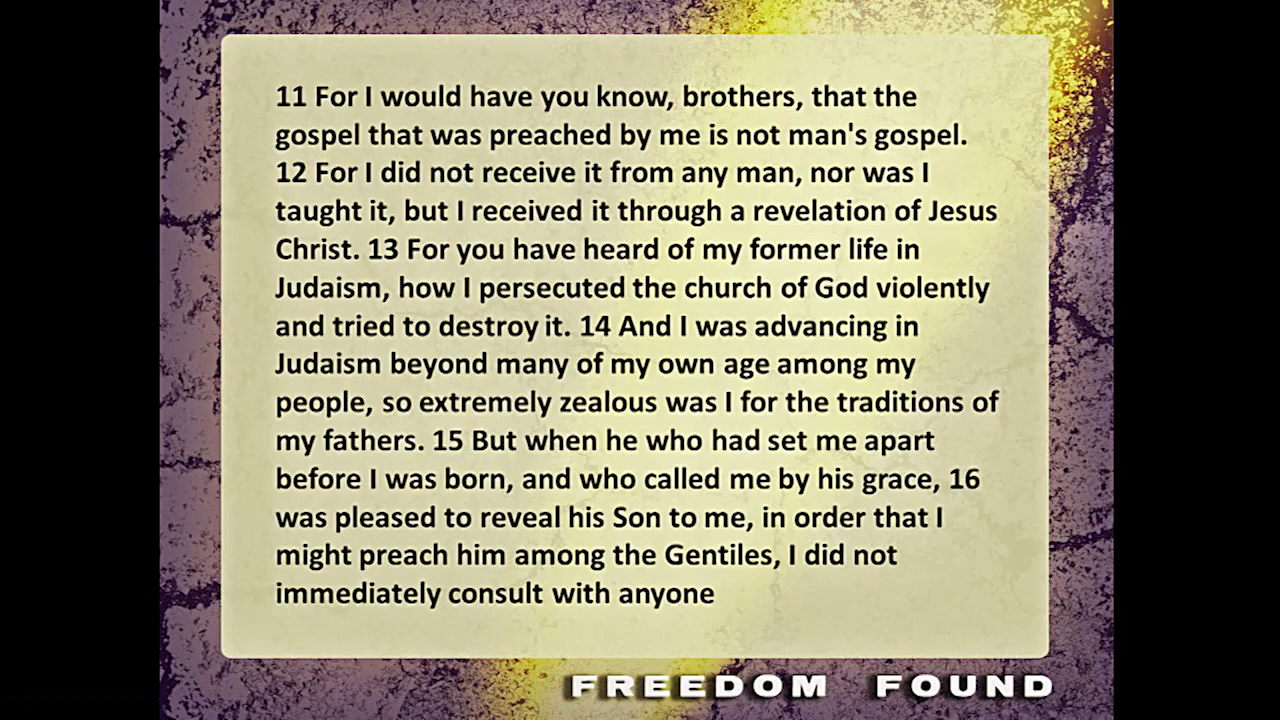 11 For I would have you know, brothers, that the
gospel that was preached by me is not man's gospel.
12 For I did not receive it from any man, nor was I
taught it, but I received it through a revelation of Jesus
Christ. 13 For you have heard of my former life in
Judaism, how I persecuted the church of God violently
and tried to destroy it. 14 And I was advancing in
Judaism beyond many of my own age among my
people, so extremely zealous was I for the traditions of
my fathers. 15 But when he who had set me apart
before I was born, and who called me by his grace, 16
was pleased to reveal his Son to me, in order that I
might preach him among the Gentiles, I did not
immediately consult with anyone
FREEDOM FOUND